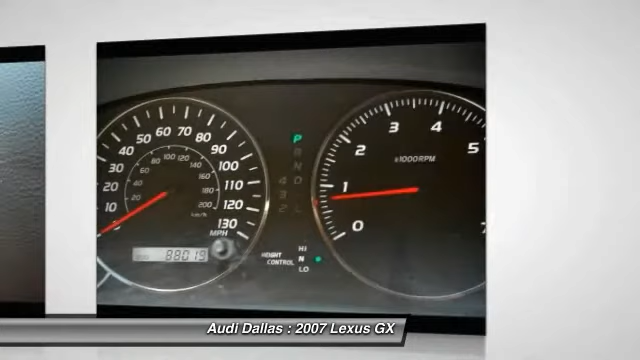 10
20
30
40
50
60
70
80
90
100
110
120
130
MPH
20
40
60
80
100
120
140
160
180
200
km/h
88019
P
R
N
D
4
3
2
L
HEIGHT
CONTROL
HI
N
LO
0
1
2
3
4
5
7
x1000RPM
Audi Dallas : 2007 Lexus GX